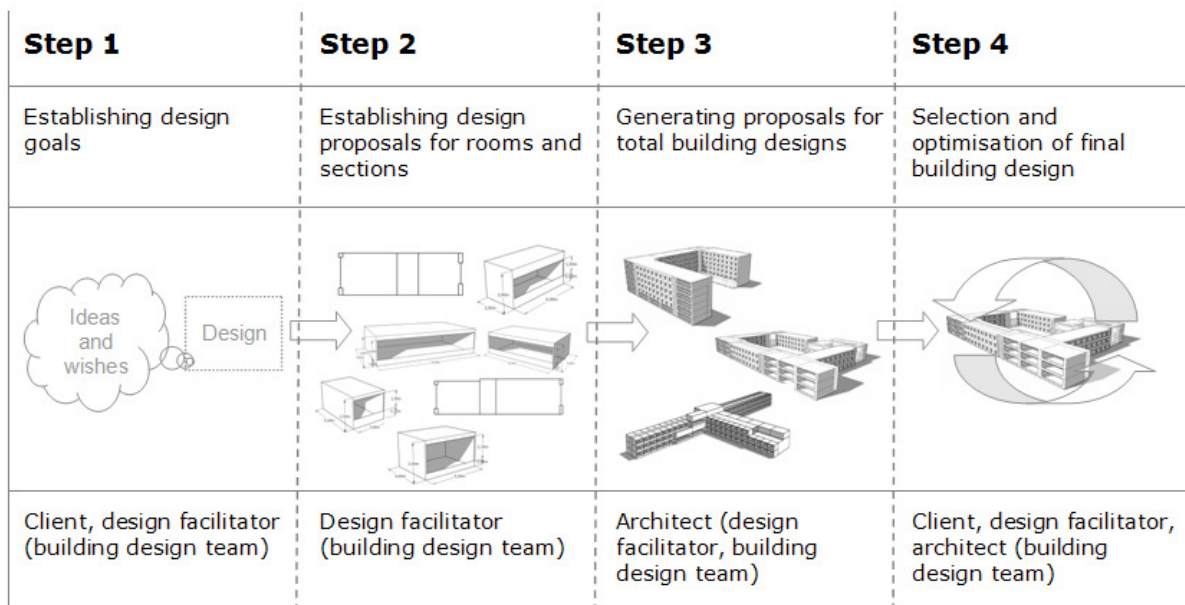 Step 1
Step 2
Step 3
Step 4
Establishing design
goals
Establishing design
proposals for rooms and
sections
Generating proposals for
total building designs
Selection and
optimisation of final
building design
Ideas
and
wishes
Design
Client, design facilitator
(building design team)
Design facilitator
(building design team)
Architect (design
facilitator, building
design team)
Client, design facilitator,
architect (building
design team)